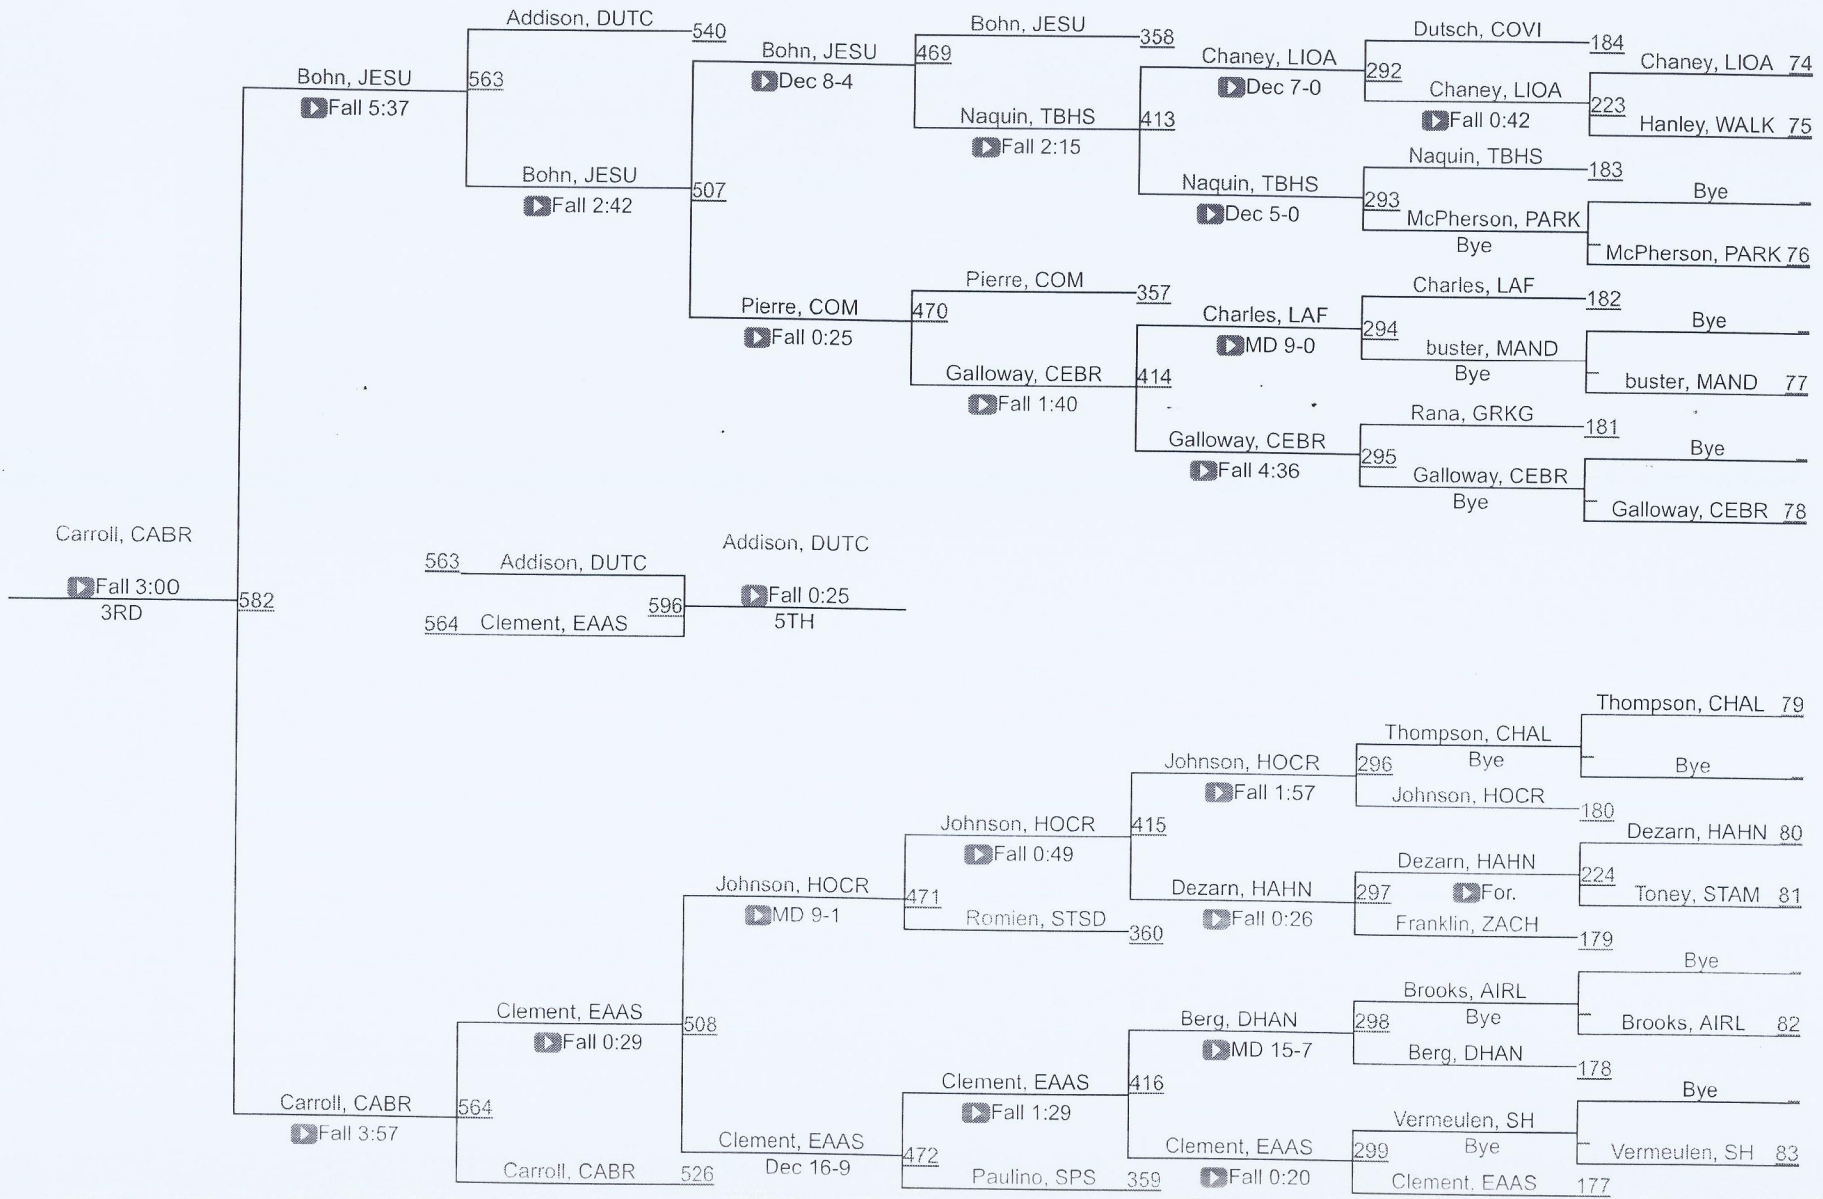 Addison, DUTC
540
Bohn, JESU
563
Fall 5:37
Bohn, JESU
Fall 2:42
507
Bohn, JESU
Dec 8-4
469
Bohn, JESU
358
Naquin, TBHS
Fall 2:15
413
Chaney, LIOA
Dec 7-0
292
Dutsch, COVI
184
Chaney, LIOA
Fall 0:42
223
Chaney, LIOA 74
Hanley, WALK 75
Naquin, TBHS
Dec 5-0
293
Naquin, TBHS
183
McPherson, PARK
Bye
Bye
McPherson, PARK 76
Pierre, COM
Fall 0:25
470
Pierre, COM
357
Galloway, CEBR
Fall 1:40
414
Charles, LAF
MD 9-0
294
Charles, LAF
182
buster, MAND
Bye
Bye
buster, MAND 77
Galloway, CEBR
Fall 4:36
295
Rana, GRKG
181
Galloway, CEBR
Bye
Bye
Galloway, CEBR 78
Carroll, CABR
Fall 3:00
3RD
582
563 Addison, DUTC
564 Clement, EAAS
596
Addison, DUTC
Fall 0:25
5TH
Thompson, CHAL 79
Thompson, CHAL
Bye
Bye
Johnson, HOCR
Fall 1:57
296
Johnson, HOCR
180
Johnson, HOCR
Fall 0:49
415
Dezarn, HAHN 80
Dezarn, HAHN
For.
224
Toney, STAM 81
Dezarn, HAHN
Fall 0:26
297
Franklin, ZACH
179
Johnson, HOCR
MD 9-1
471
Romien, STSD
360
Clement, EAAS
Fall 0:29
508
Bye
Brooks, AIRL
Bye
Brooks, AIRL 82
Berg, DHAN
MD 15-7
298
Berg, DHAN
178
Clement, EAAS
Fall 1:29
416
Bye
Vermeulen, SH
Bye
Vermeulen, SH 83
Clement, EAAS
Fall 0:20
299
Clement, EAAS
177
Carroll, CABR
Fall 3:57
564
Clement, EAAS
Dec 16-9
472
Paulino, SPS
359
Carroll, CABR
526